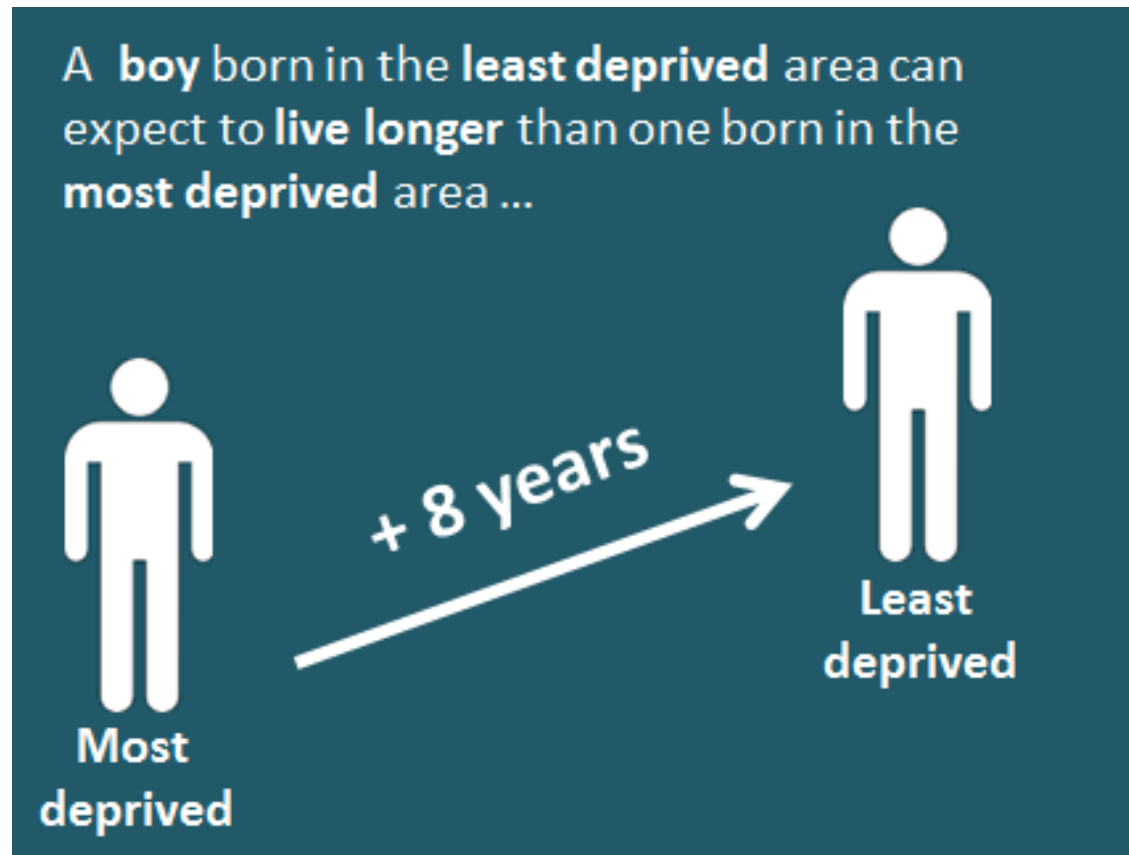 A boy born in the least deprived area can
expect to live longer than one born in the
most deprived area ...
+ 8 years
Least
deprived
Most
deprived